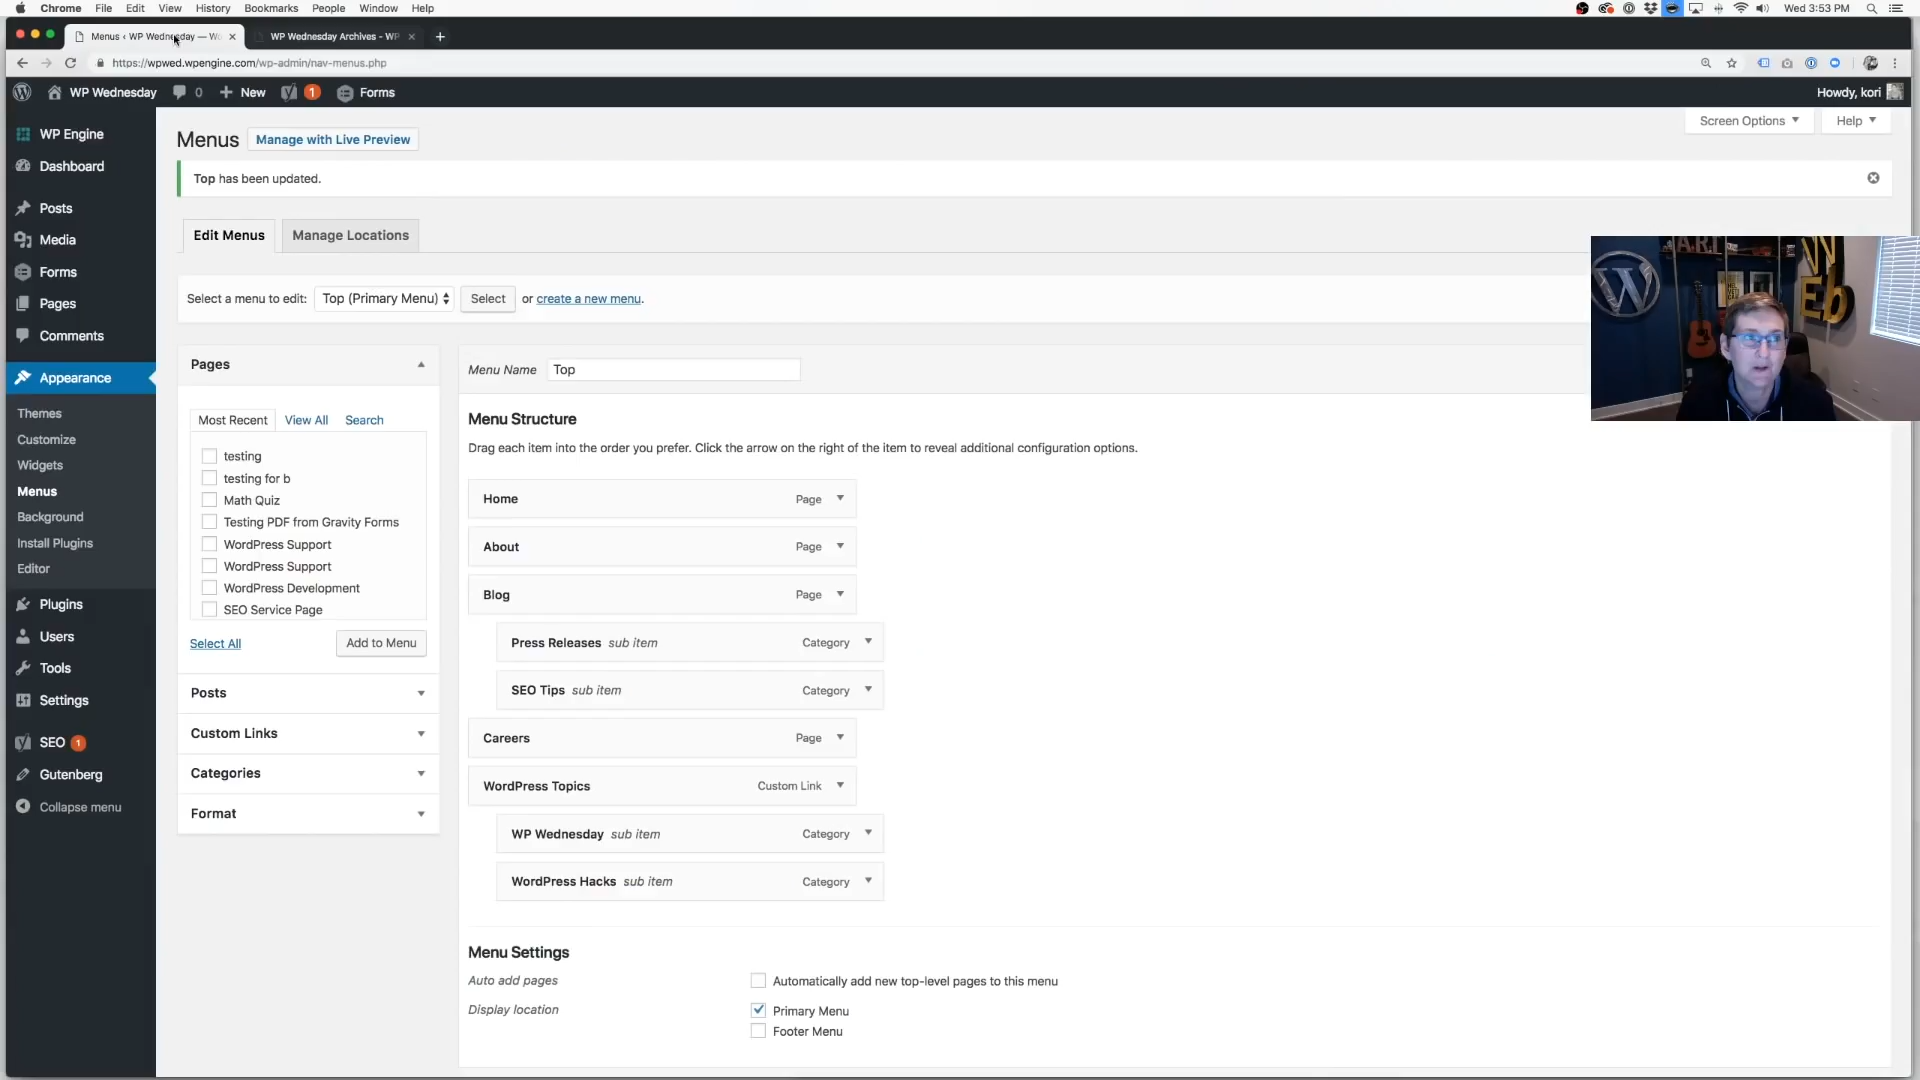 Chrome File Edit View History Bookmarks People Window Help Wed 3:53 PM
Menus ‹ WP Wednesday — Wo WP Wednesday Archives - WP
https://wpwed.wpengine.com/wp-admin/nav-menus.php
WP Wednesday 0 New 1 Forms Howdy, kori
WP Engine
Dashboard
Posts
Media
Forms
Pages
Comments
Appearance
Themes
Customize
Widgets
Menus
Background
Install Plugins
Editor
Plugins
Users
Tools
Settings
SEO 1
Gutenberg
Collapse menu
Screen Options Help
Menus Manage with Live Preview
Top has been updated.
Edit Menus Manage Locations
Select a menu to edit: Top (Primary Menu) Select or create a new menu.
Pages
Most Recent View All Search
testing
testing for b
Math Quiz
Testing PDF from Gravity Forms
WordPress Support
WordPress Support
WordPress Development
SEO Service Page
Select All Add to Menu
Posts
Custom Links
Categories
Format
Menu Name Top
Menu Structure
Drag each item into the order you prefer. Click the arrow on the right of the item to reveal additional configuration options.
Home Page
About Page
Blog Page
Press Releases sub item Category
SEO Tips sub item Category
Careers Page
WordPress Topics Custom Link
WP Wednesday sub item Category
WordPress Hacks sub item Category
Menu Settings
Auto add pages Automatically add new top-level pages to this menu
Display location Primary Menu
Footer Menu
W
ART
W
Eb